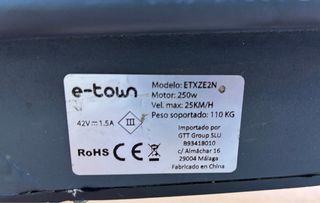 e-town
42V 1.5A
III
RoHS CE
Modelo: ETXZE2N
Motor: 250w
Vel. max: 25KM/H
Peso soportado: 110 KG
Importado por
GTT Group SLU
B93418010
c/ Almáchar 16
29004 Málaga
Fabricado en China